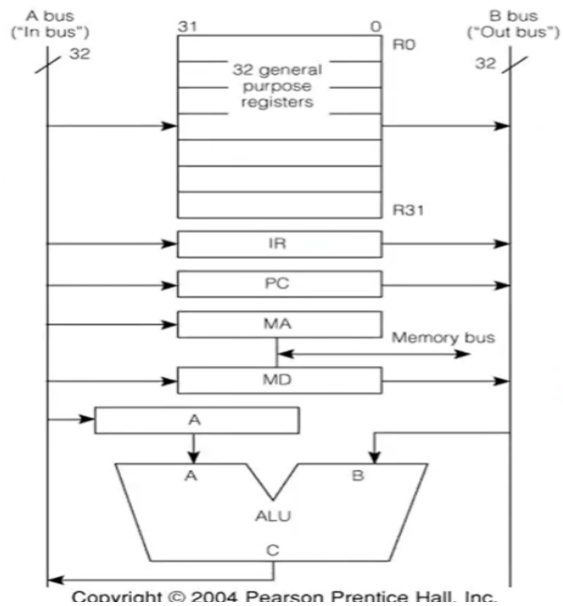 A bus
("In bus")
32
31
0
R0
32 general
purpose
registers
R31
B bus
("Out bus")
32
IR
PC
MA
Memory bus
MD
A
A
B
ALU
C
Copyright © 2004 Pearson Prentice Hall, Inc.